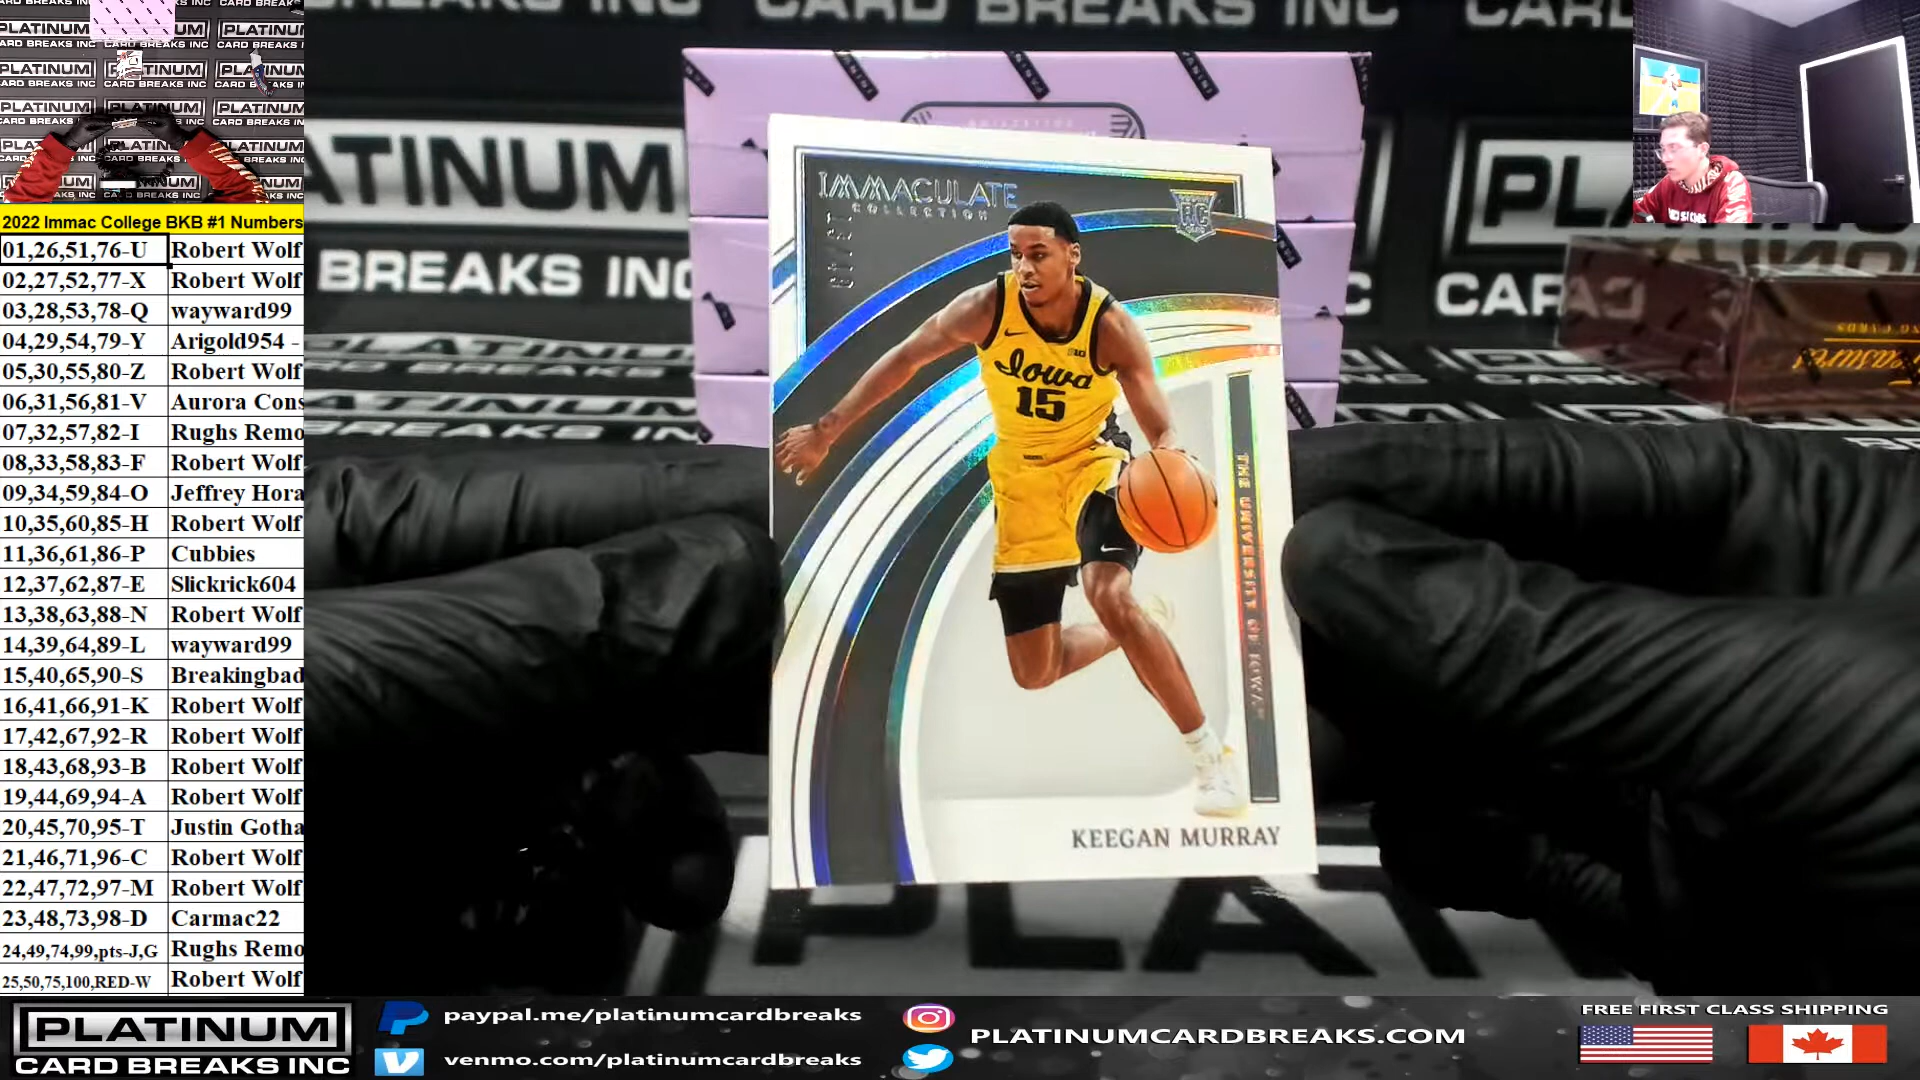 PLATINUM
CARD BREAKS INC
2022 Immac College BKB #1 Numbers
01,26,51,76-U Robert Wolf
02,27,52,77-X Robert Wolf
03,28,53,78-Q wayward99
04,29,54,79-Y Arigold954 -
05,30,55,80-Z Robert Wolf
06,31,56,81-V Aurora Cons
07,32,57,82-I Rughs Remo
08,33,58,83-F Robert Wolf
09,34,59,84-O Jeffrey Hora
10,35,60,85-H Robert Wolf
11,36,61,86-P Cubbies
12,37,62,87-E Slickrick604
13,38,63,88-N Robert Wolf
14,39,64,89-L wayward99
15,40,65,90-S Breakingbad
16,41,66,91-K Robert Wolf
17,42,67,92-R Robert Wolf
18,43,68,93-B Robert Wolf
19,44,69,94-A Robert Wolf
20,45,70,95-T Justin Gotha
21,46,71,96-C Robert Wolf
22,47,72,97-M Robert Wolf
23,48,73,98-D Carmac22
24,49,74,99,pts-J,G Rughs Remo
25,50,75,100,RED-W Robert Wolf
IMMACULATE
COLLECTION
RC
Iowa
15
THE UNIVERSITY OF IOWA
KEEGAN MURRAY
PLATINUM
CARD BREAKS INC
paypal.me/platinumcardbreaks
venmo.com/platinumcardbreaks
PLATINUMCARDBREAKS.COM
FREE FIRST CLASS SHIPPING